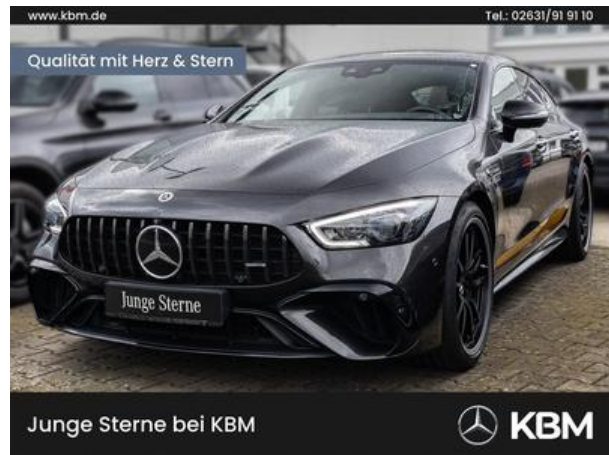 www.kbm.de
Tel.: 02631/91 91 10
Qualität mit Herz & Stern
Junge Sterne
Junge Sterne bei KBM
KBM